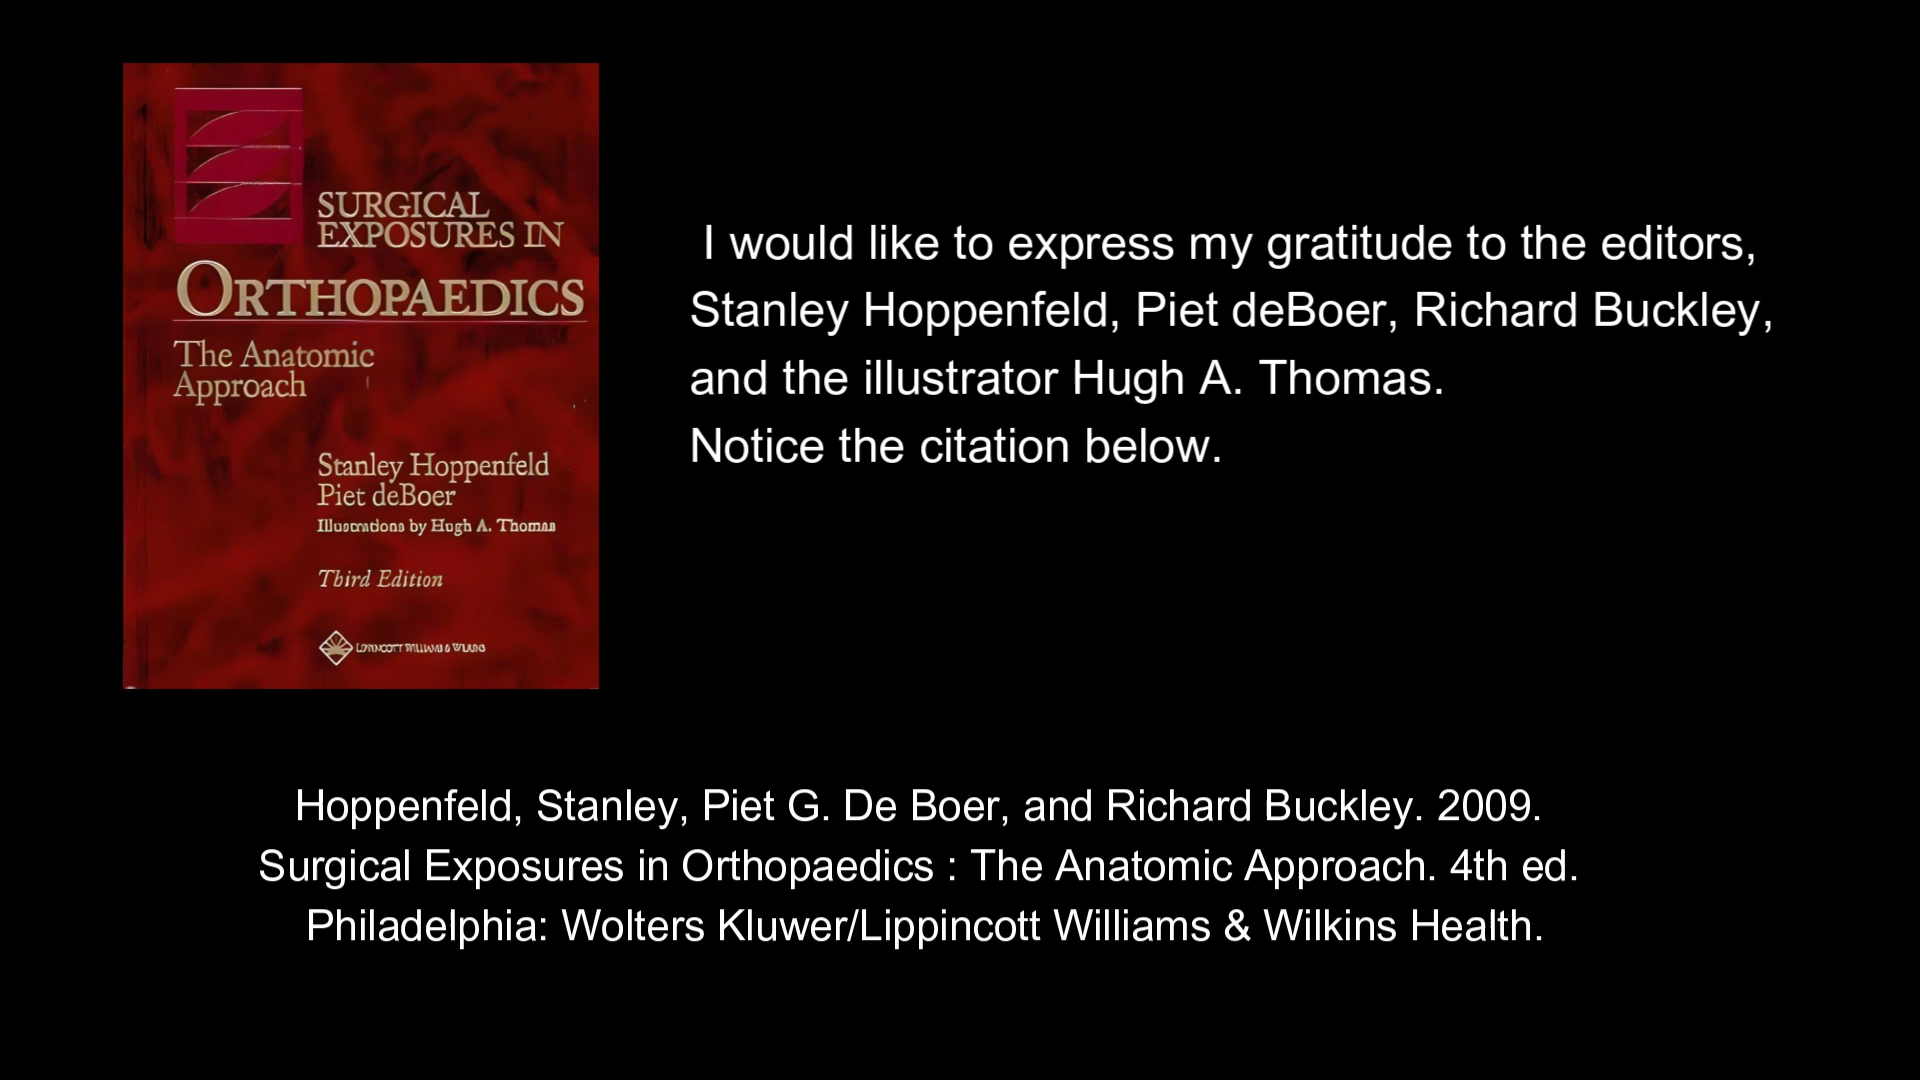 SURGICAL
EXPOSURES IN
ORTHOPAEDICS
The Anatomic
Approach
Stanley Hoppenfeld
Piet deBoer
Illustrations by Hugh A. Thomas
Third Edition
LIPPINCOTT WILLIAMS & WILKINS
I would like to express my gratitude to the editors,
Stanley Hoppenfeld, Piet deBoer, Richard Buckley,
and the illustrator Hugh A. Thomas.
Notice the citation below.
Hoppenfeld, Stanley, Piet G. De Boer, and Richard Buckley. 2009.
Surgical Exposures in Orthopaedics : The Anatomic Approach. 4th ed.
Philadelphia: Wolters Kluwer/Lippincott Williams & Wilkins Health.